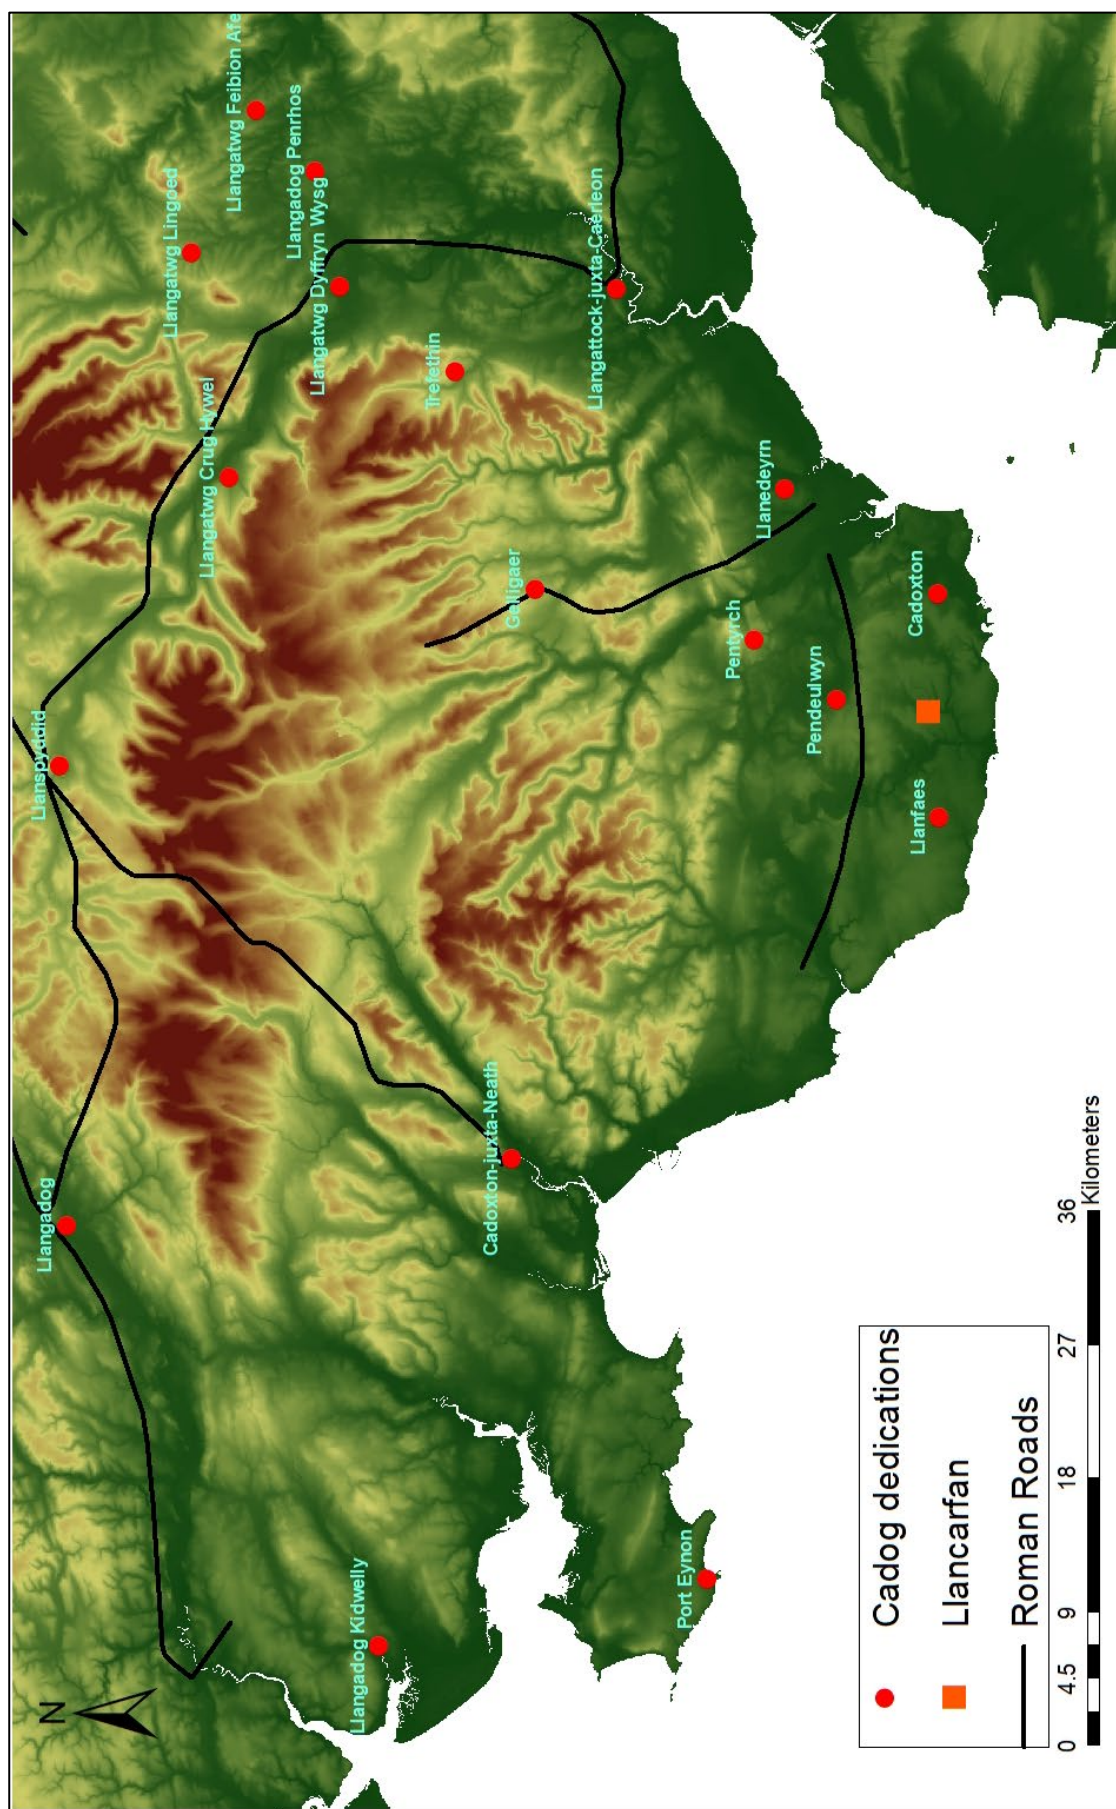 N
Llangadog
Llanspyddid
Llangatwg Lingoed
Llangatwg Feibion Afe
Llangatwg Crug Hywel
Llangadog Penrhos
Llangatwg Dyffryn Wysg
Trefethin
Llangadog Kidwelly
Cadoxton-juxta-Neath
Gelligaer
Llangattock-juxta-Caerleon
Port Eynon
Pentyrch
Llanedeyrn
Pendeulwyn
Llanfaes
Cadoxton
Cadog dedications
Llancarfan
Roman Roads
0 4.5 9 18 27 36
Kilometers